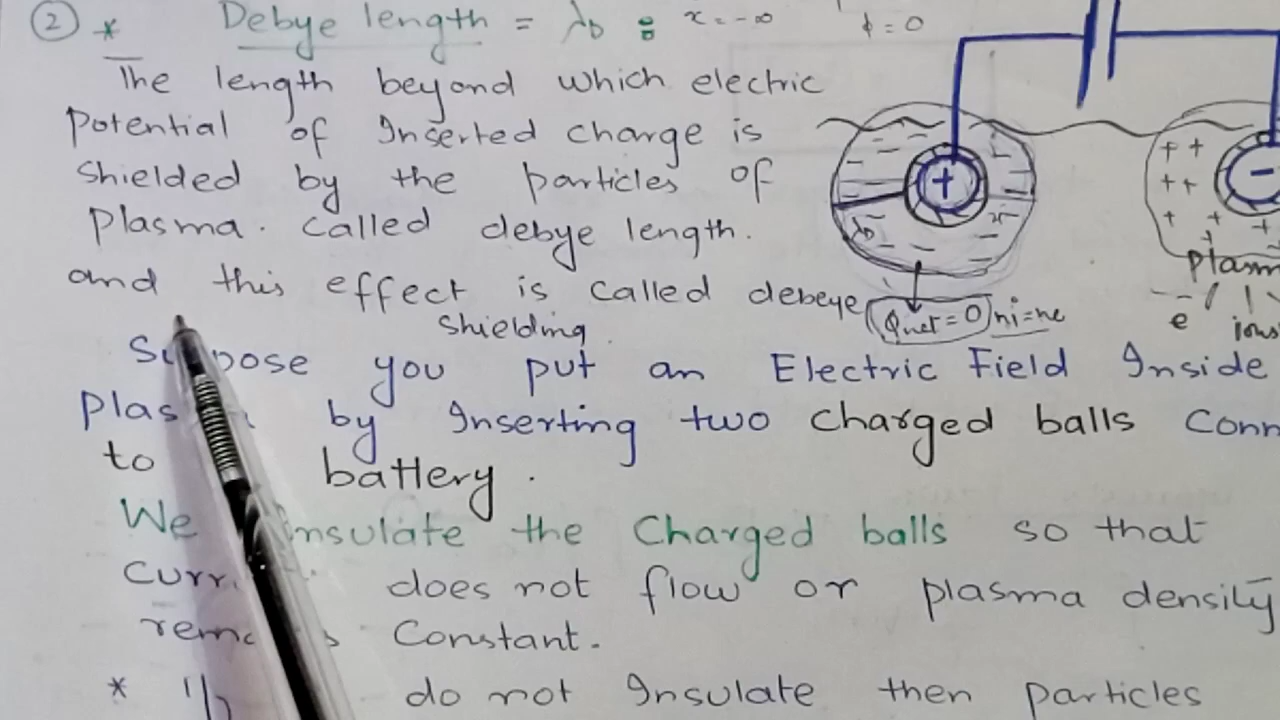 ② * Debye length = λD : x = -∞ ϕ = 0
The length beyond which electric
Potential of Inserted charge is
Shielded by the particles of
Plasma. Called debye length.
and this effect is called debeye
shielding.
Suppose you put an Electric Field Inside
Plas by Inserting two Charged balls Conn
to battery.
We Insulate the Charged balls so that
Curr does not flow or plasma density
rema s Constant.
* do not Insulate then particles
+
λD
Qnet = 0 ni = ne
-
+ +
+ +
+ +
+ +
Plasm
e ions